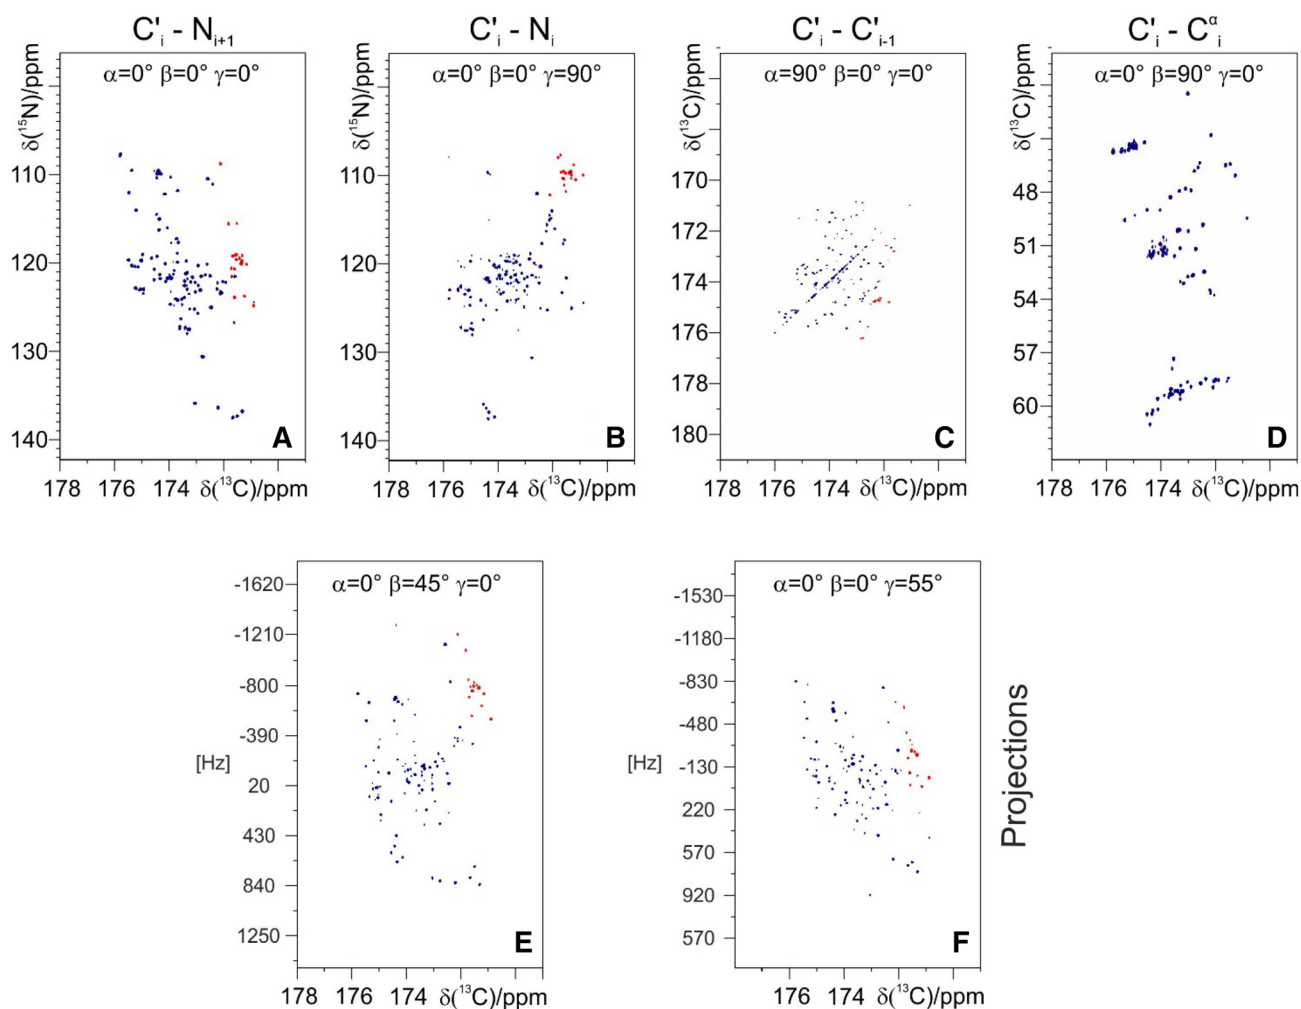 C'i - Ni+1
C'i - Ni
C'i - C'i-1
C'i - Cαi
α=0° β=0° γ=0°
δ(15N)/ppm
110
120
130
140
178 176 174 δ(13C)/ppm
A
α=0° β=0° γ=90°
δ(15N)/ppm
110
120
130
140
178 176 174 δ(13C)/ppm
B
α=90° β=0° γ=0°
δ(13C)/ppm
170
172
174
176
178
180
178 176 174 δ(13C)/ppm
C
α=0° β=90° γ=0°
δ(13C)/ppm
48
51
54
57
60
178 176 174 δ(13C)/ppm
D
α=0° β=45° γ=0°
-1620
-1210
-800
-390
[Hz]
20
430
840
1250
178 176 174 δ(13C)/ppm
E
α=0° β=0° γ=55°
-1530
-1180
-830
-480
[Hz]
-130
220
570
920
570
176 174 δ(13C)/ppm
F
Projections